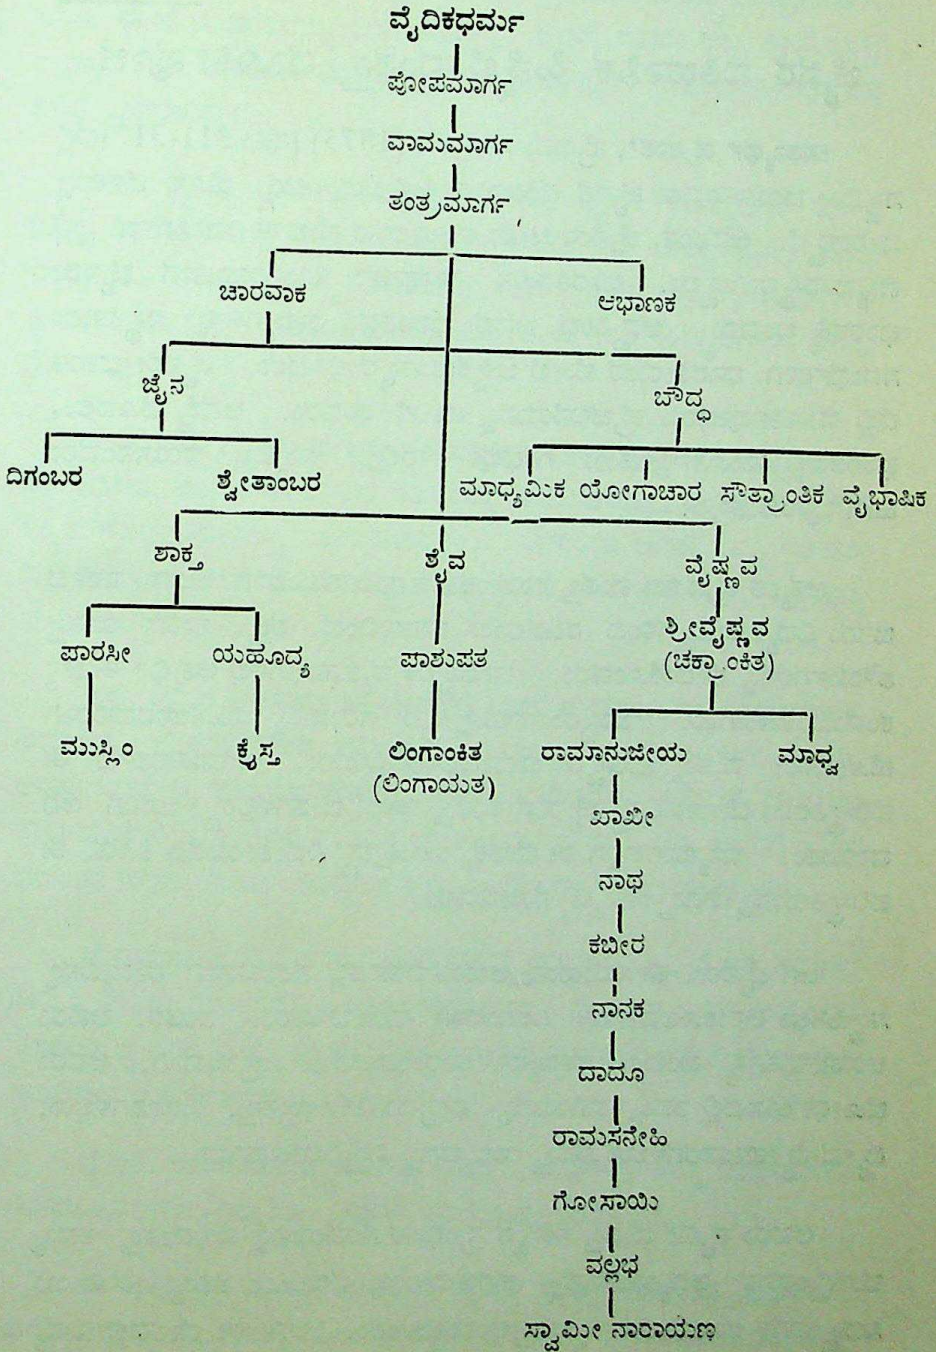 ವೈದಿಕಧರ್ಮ
ಪೋಪಮಾರ್ಗ
ವಾಮಮಾರ್ಗ
ತಂತ್ರಮಾರ್ಗ
ಚಾರವಾಕ ಆಭಾಣಕ
ಜೈನ ಬೌದ್ಧ
ದಿಗಂಬರ ಶ್ವೇತಾಂಬರ ಮಾಧ್ಯಮಿಕ ಯೋಗಾಚಾರ ಸೌತ್ರಾಂತಿಕ ವೈಭಾಷಿಕ
ಶಾಕ್ತ ಶೈವ ವೈಷ್ಣವ
ಪಾರಸೀ ಯಹೂದ್ಯ ಪಾಶುಪತ ಶ್ರೀವೈಷ್ಣವ
(ಚಕ್ರಾಂಕಿತ)
ಮುಸ್ಲಿಂ ಕ್ರೈಸ್ತ ಲಿಂಗಾಂಕಿತ ರಾಮಾನುಜೀಯ ಮಾಧ್ವ
(ಲಿಂಗಾಯತ)
ಖಾಖೀ
ನಾಥ
ಕಬೀರ
ನಾನಕ
ದಾದೂ
ರಾಮಸನೇಹಿ
ಗೋಸಾಯಿ
ವಲ್ಲಭ
ಸ್ವಾಮೀ ನಾರಾಯಣ